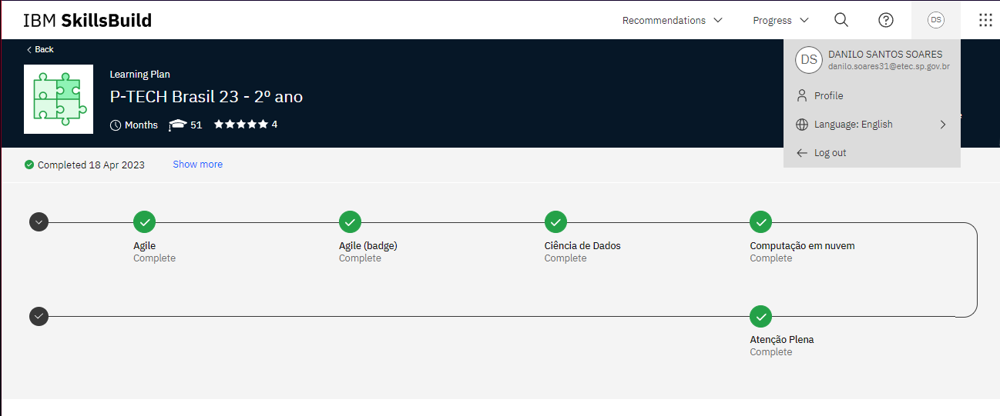 IBM SkillsBuild
Recommendations
Progress
DS
Back
DS
DANILO SANTOS SOARES
danilo.soares31@etec.sp.gov.br
Learning Plan
P-TECH Brasil 23 - 2º ano
Profile
Months 51 4
Language: English
Log out
Completed 18 Apr 2023 Show more
Agile
Complete
Agile (badge)
Complete
Ciência de Dados
Complete
Computação em nuvem
Complete
Atenção Plena
Complete